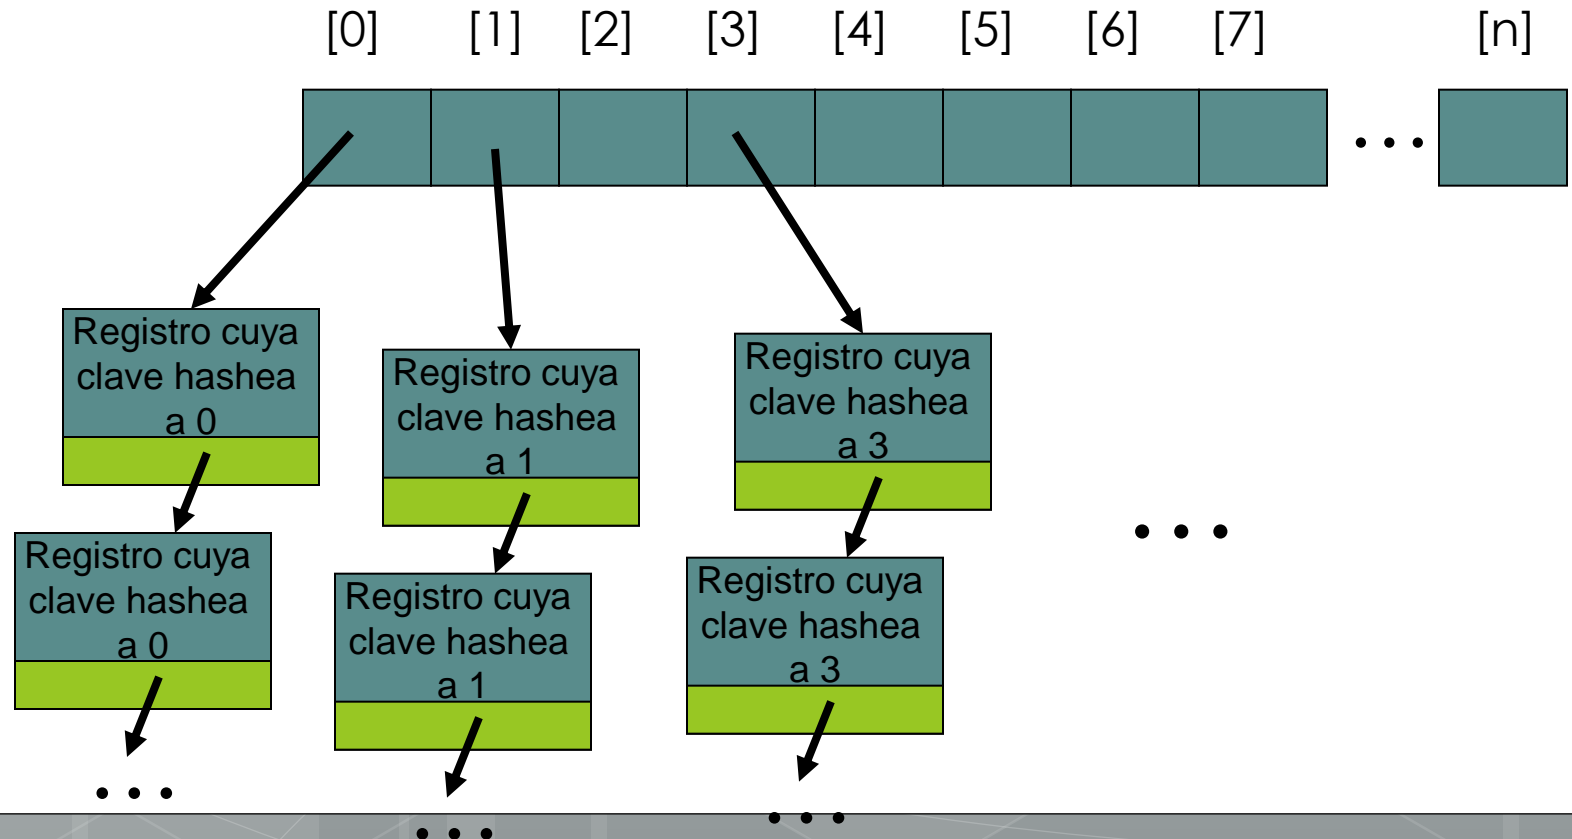 [0] [1] [2] [3] [4] [5] [6] [7] [n]
...
Registro cuya
clave hashea
a 0
Registro cuya
clave hashea
a 1
Registro cuya
clave hashea
a 3
...
Registro cuya
clave hashea
a 0
Registro cuya
clave hashea
a 1
Registro cuya
clave hashea
a 3
...
...
...